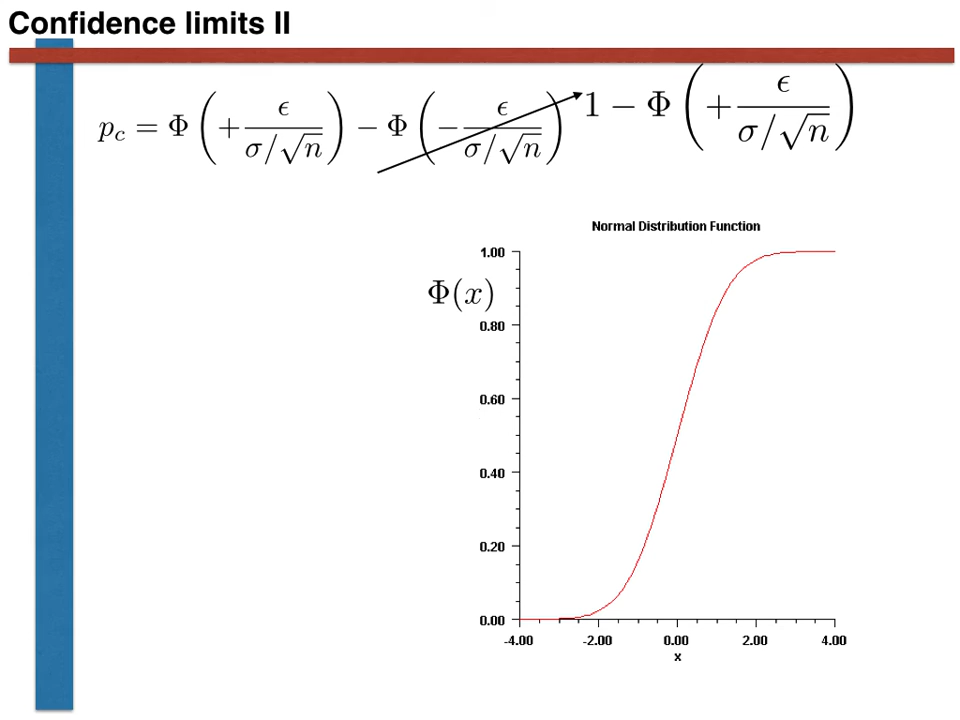 Confidence limits II
p_c = Φ(+ ϵ/(σ/√n)) − Φ(− ϵ/(σ/√n)) 1 − Φ(+ ϵ/(σ/√n))
Normal Distribution Function
Φ(x)
1.00
0.80
0.60
0.40
0.20
0.00
-4.00 -2.00 0.00 2.00 4.00
x